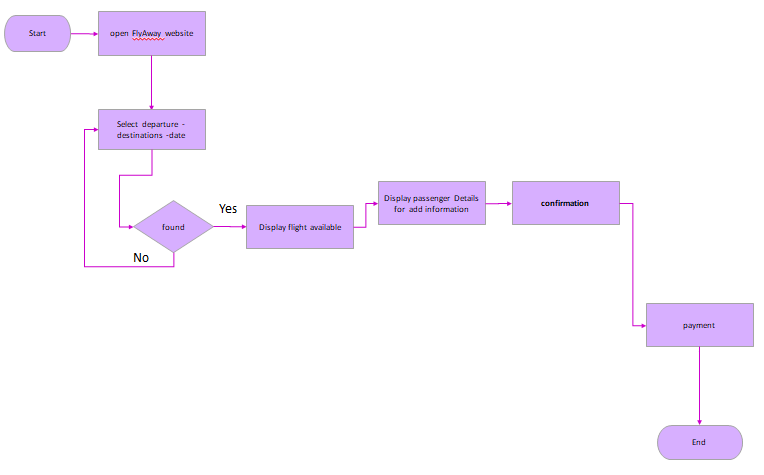 Start
open FlyAway website
Select departure -
destinations -date
found
Yes
No
Display flight available
Display passenger Details
for add information
confirmation
payment
End